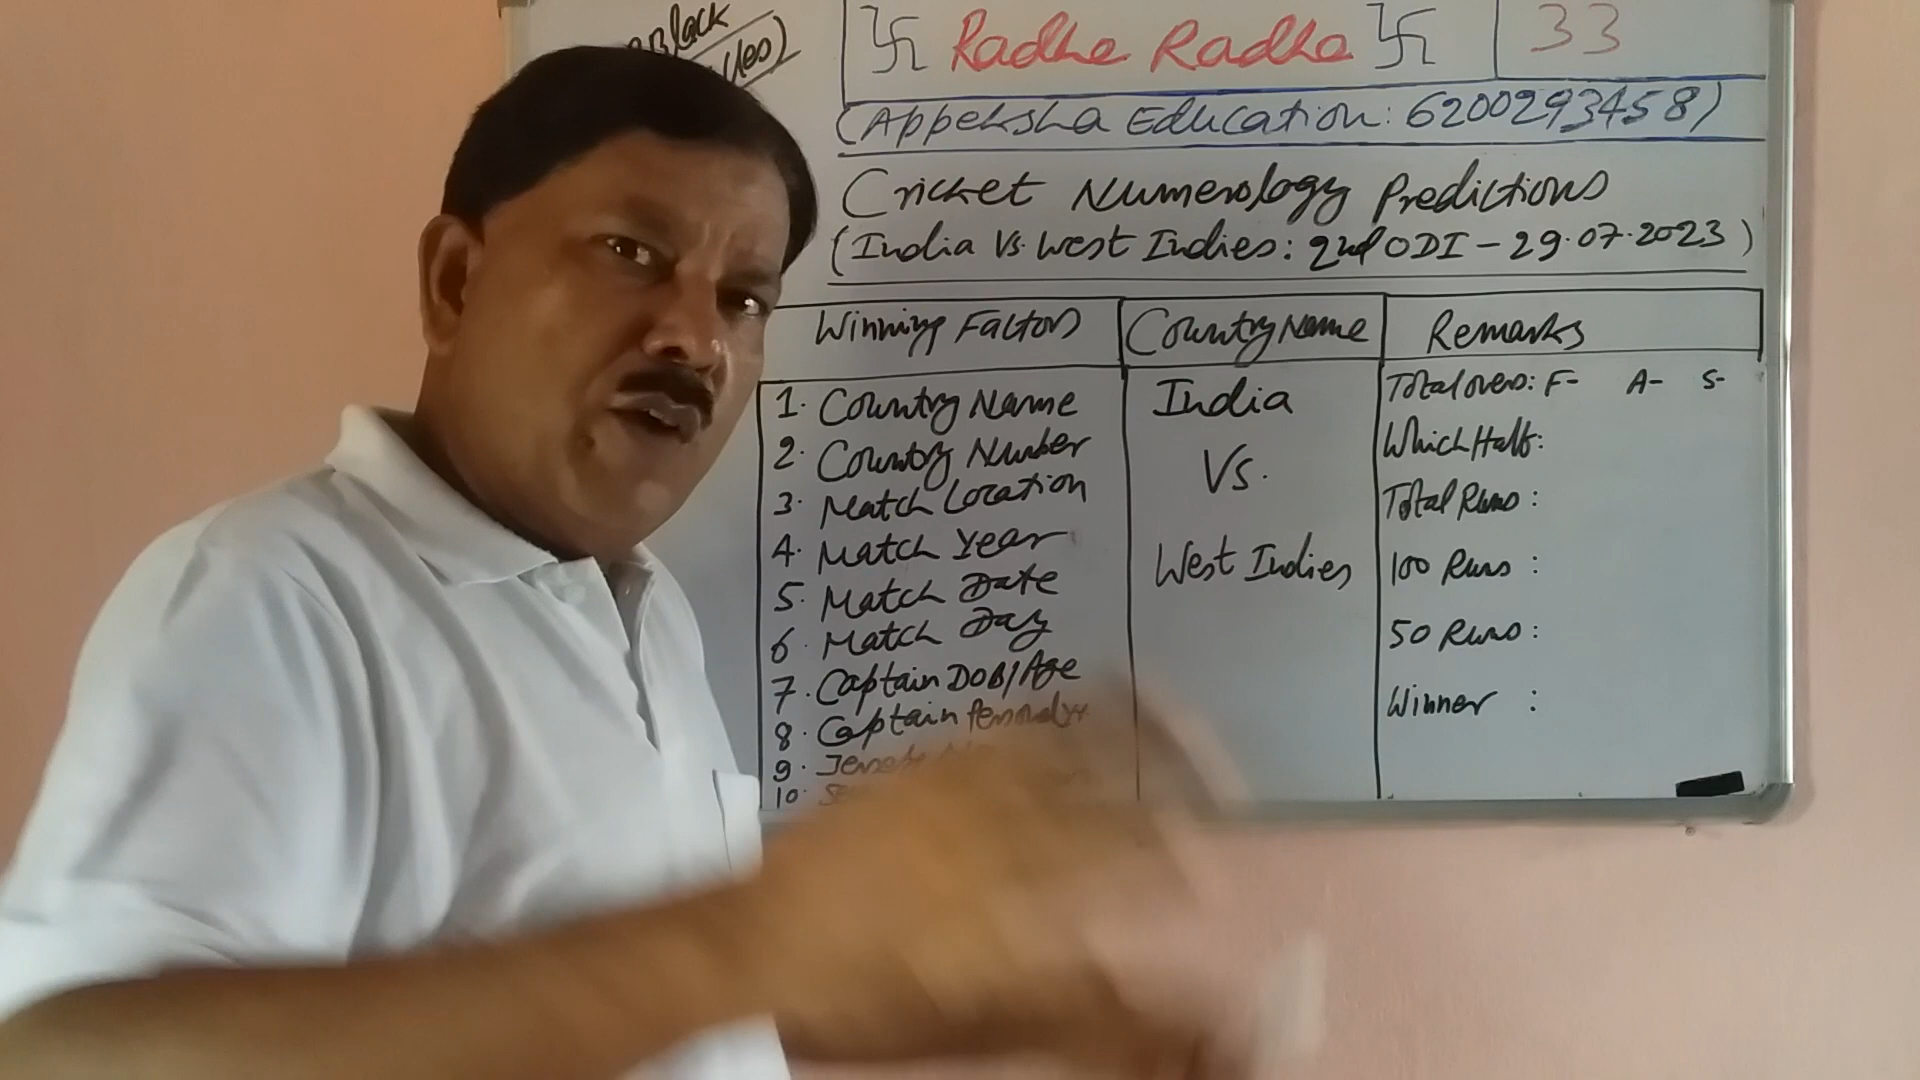 Black
卐 Radhe Radhe 卐 33
(Appeksha Education: 6200293458)
Cricket Numerology Predictions
(India Vs. West Indies: 2nd ODI - 29.07.2023)
Winning Factors Country Name Remarks
1. Country Name
2. Country Number
3. Match Location
4. Match Year
5. Match Date
6. Match Day
7. Captain DOB/Age
8. Captain
9.
10.
India
Vs.
West Indies
Total overs: F- A- S-
Which Half:
Total Runs:
100 Runs :
50 Runs :
Winner :